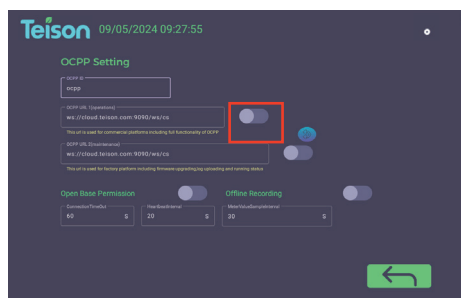 Teison 09/05/2024 09:27:55
OCPP Setting
OCPP ID
ocpp
OCPP URL 1(operations)
ws://cloud.teison.com:9090/ws/cs
This url is used for commercial platforms including full functionality of OCPP
OCPP URL 2(maintenance)
ws://cloud.teison.com:9090/ws/cs
This url is used for factory platform including firmware upgrading,log uploading and running status
Open Base Permission Offline Recording
ConnectionTimeOut HeartbeatInterval MeterValueSampleInterval
60 S 20 S 30 S